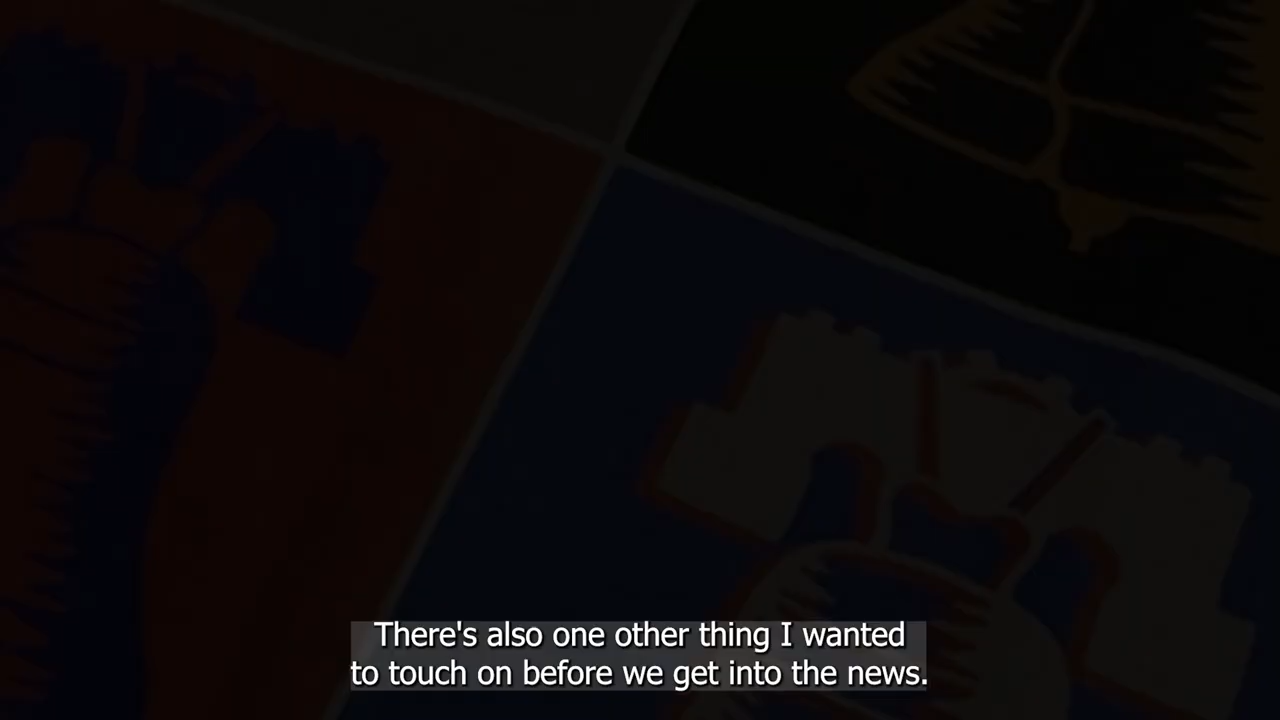 There's also one other thing I wanted
to touch on before we get into the news.